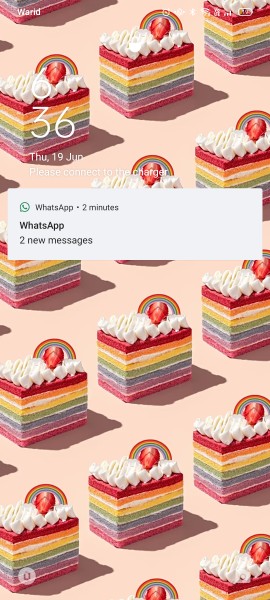 Warid
6
36
Thu, 19 Jun
Please connect to the charger.
WhatsApp • 2 minutes
WhatsApp
2 new messages